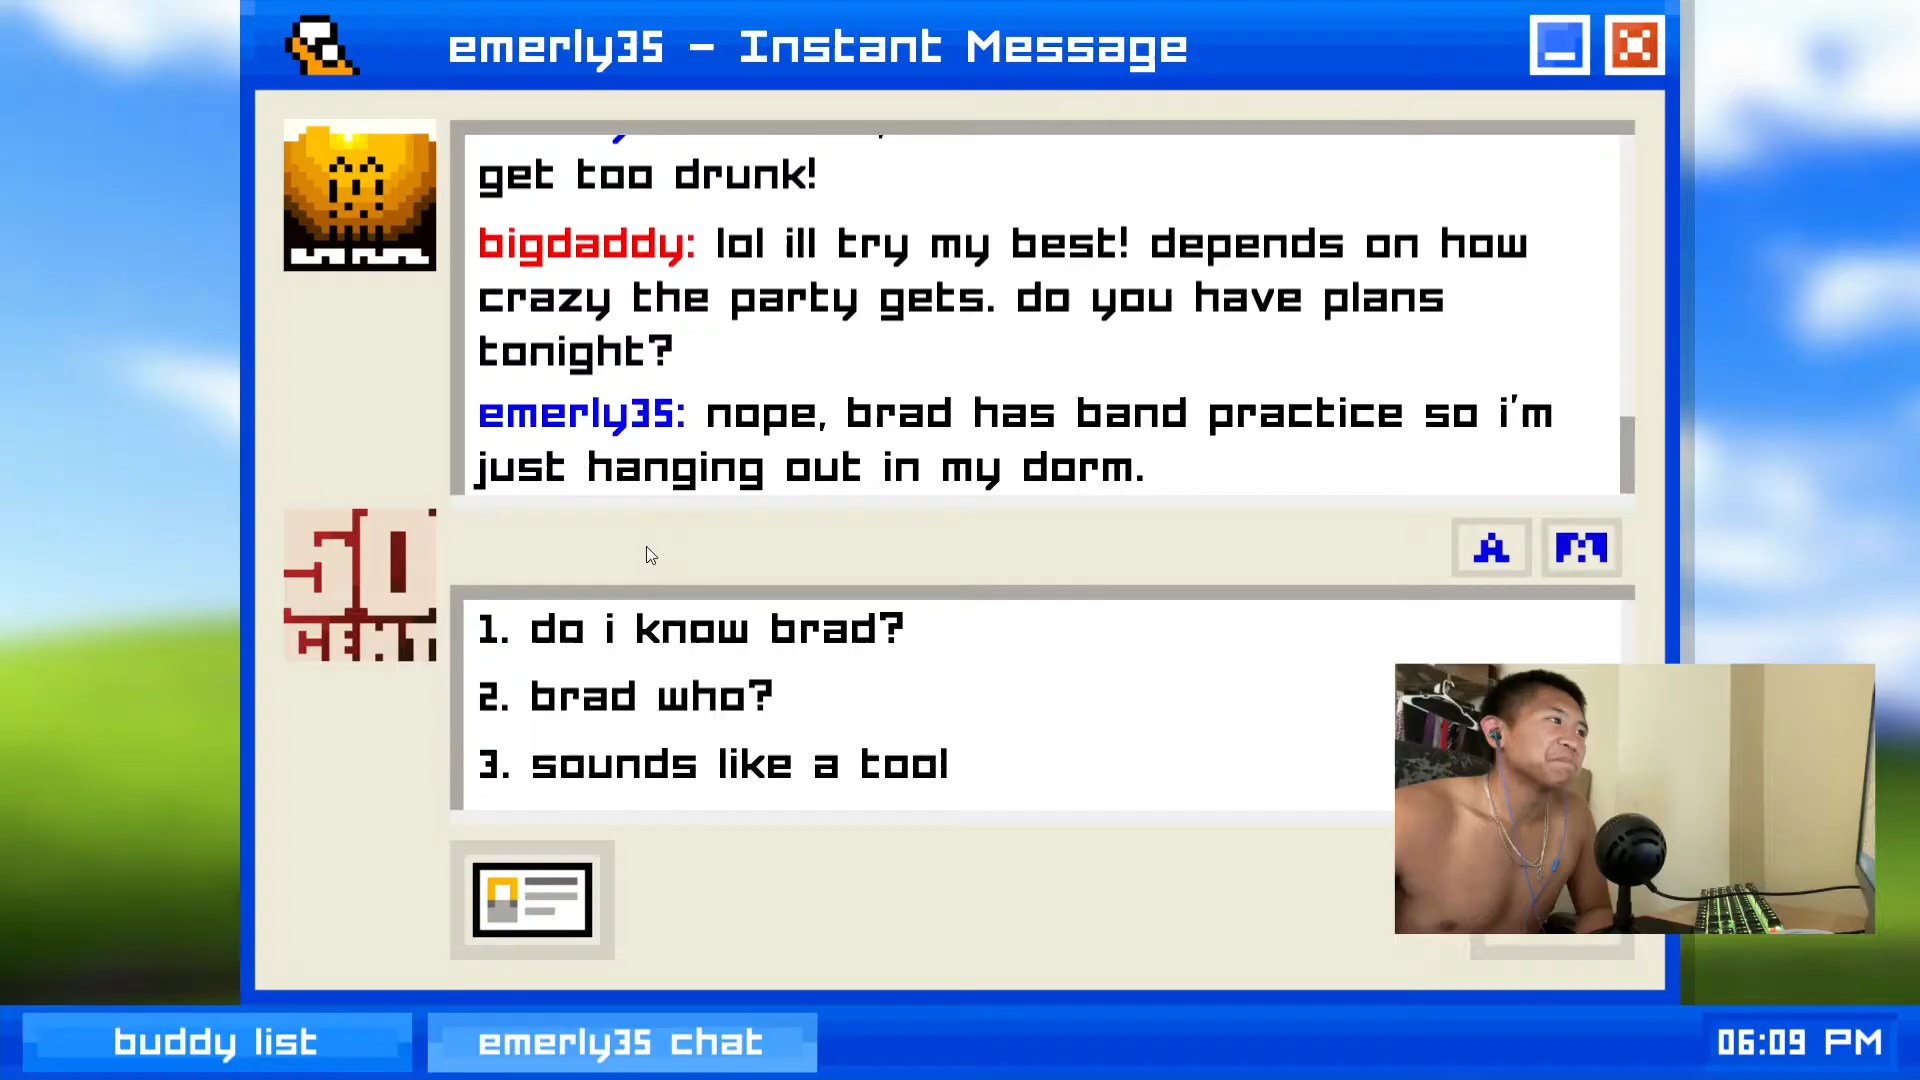 emerly35 - Instant Message
get too drunk!
bigdaddy: lol ill try my best! depends on how
crazy the party gets. do you have plans
tonight?
emerly35: nope, brad has band practice so i'm
just hanging out in my dorm.
50
CENT
A
1. do i know brad?
2. brad who?
3. sounds like a tool
buddy list
emerly35 chat
06:09 PM